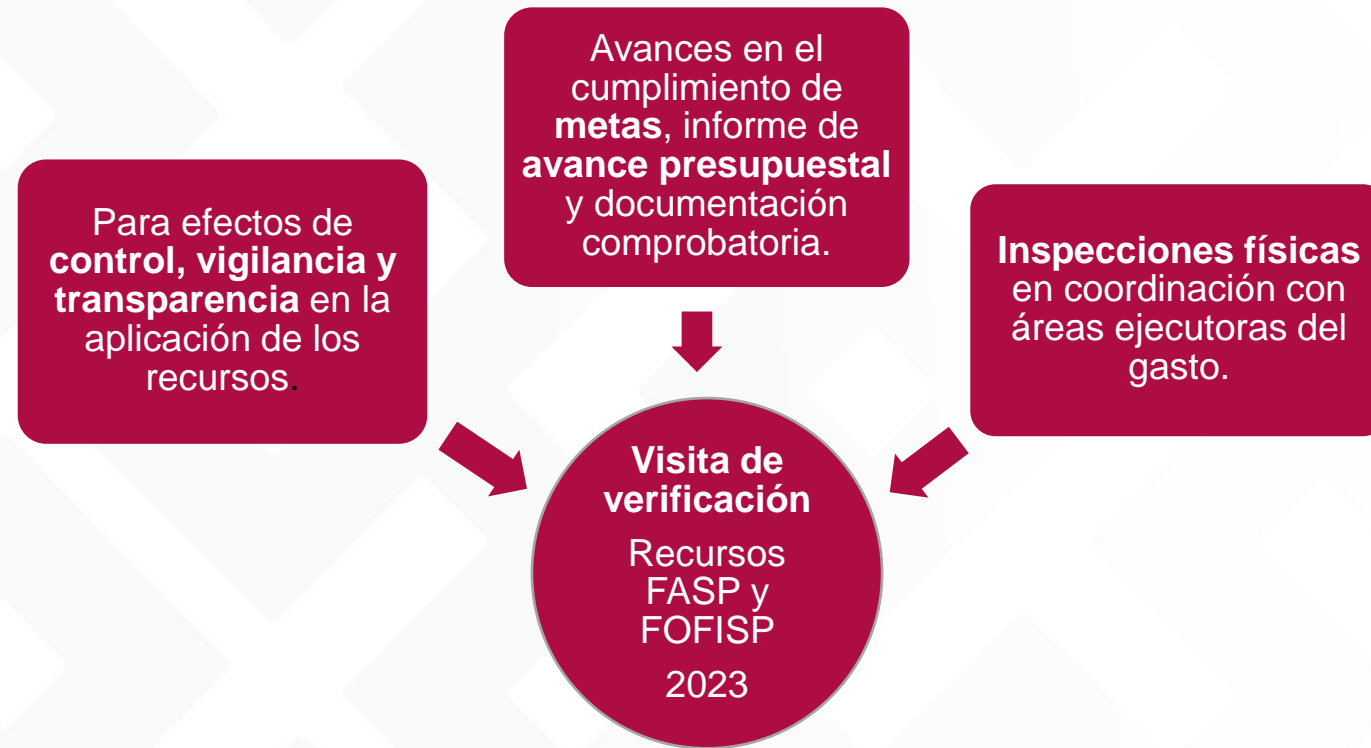 Para efectos de
control, vigilancia y
transparencia en la
aplicación de los
recursos.
Avances en el
cumplimiento de
metas, informe de
avance presupuestal
y documentación
comprobatoria.
Inspecciones físicas
en coordinación con
áreas ejecutoras del
gasto.
Visita de
verificación
Recursos
FASP y
FOFISP
2023